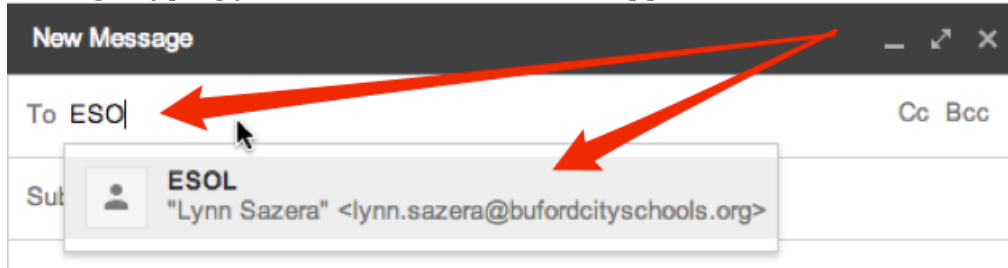 New Message
To ESO
Cc Bcc
Sub
ESOL
"Lynn Sazera" <lynn.sazera@bufordcityschools.org>